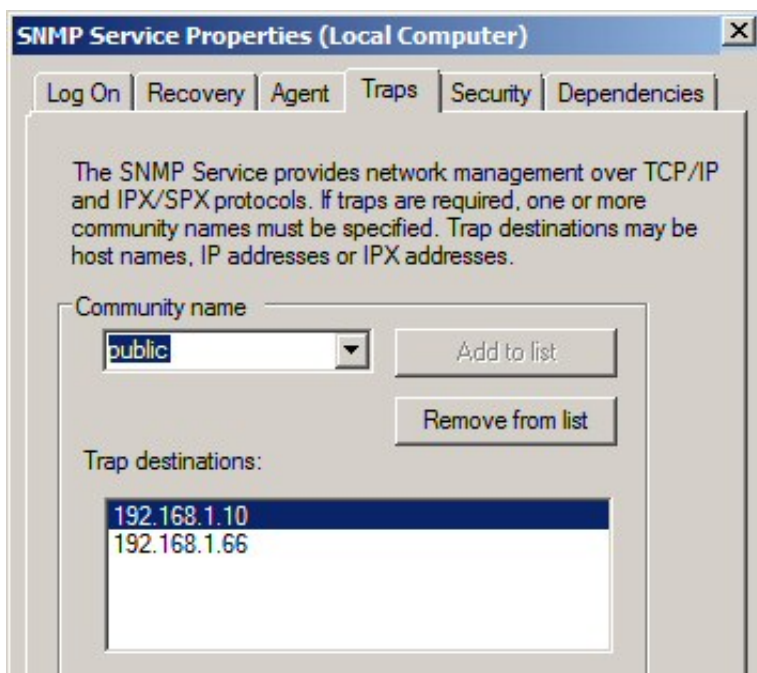 SNMP Service Properties (Local Computer)
Log On Recovery Agent Traps Security Dependencies
The SNMP Service provides network management over TCP/IP
and IPX/SPX protocols. If traps are required, one or more
community names must be specified. Trap destinations may be
host names, IP addresses or IPX addresses.
Community name
public
Add to list
Remove from list
Trap destinations:
192.168.1.10
192.168.1.66